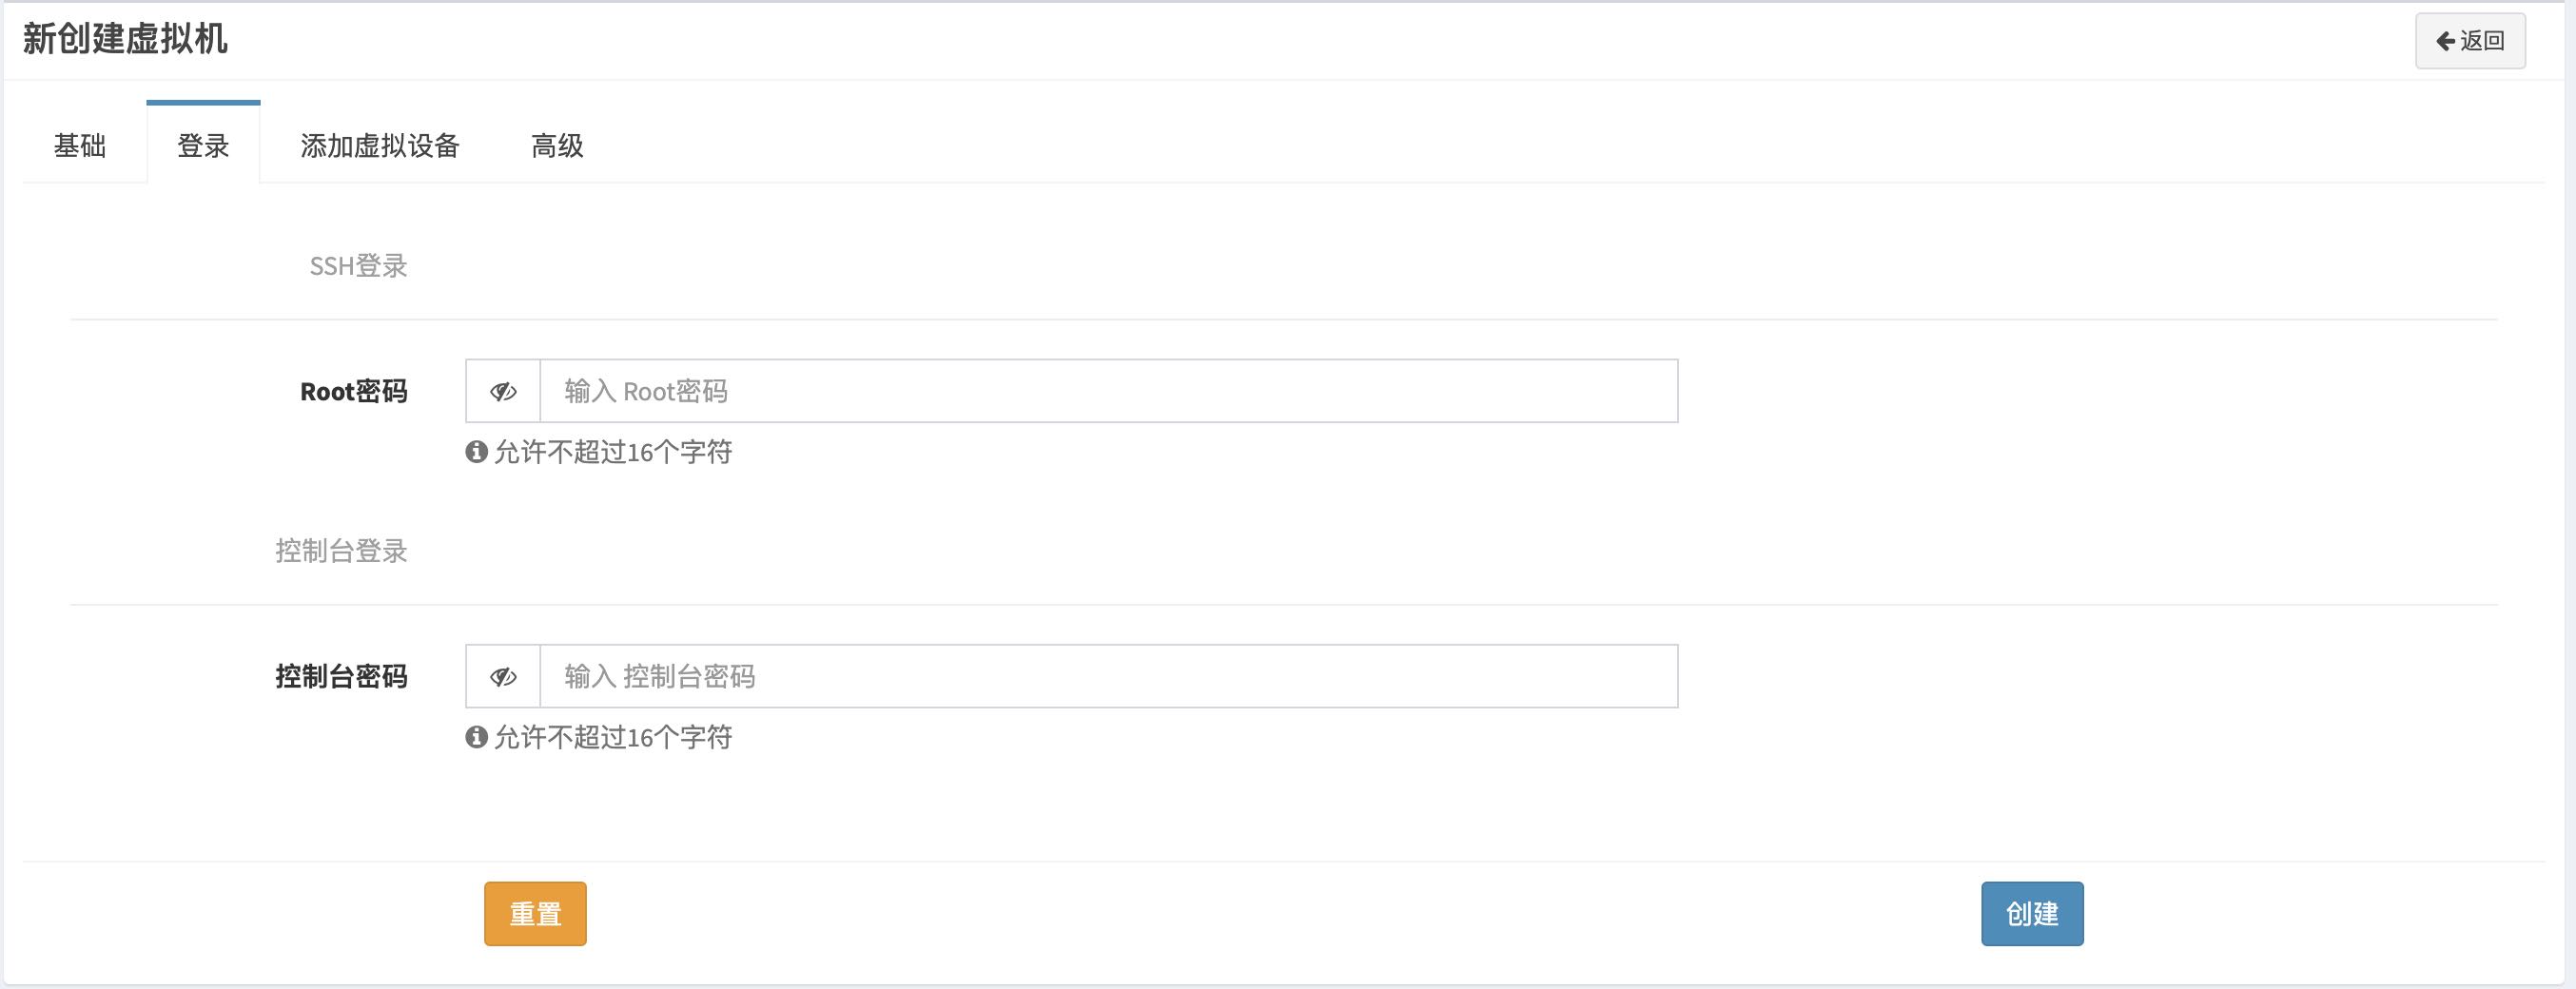 新创建虚拟机
返回
基础 登录 添加虚拟设备 高级
SSH登录
Root密码 输入 Root密码
允许不超过16个字符
控制台登录
控制台密码 输入 控制台密码
允许不超过16个字符
重置 创建